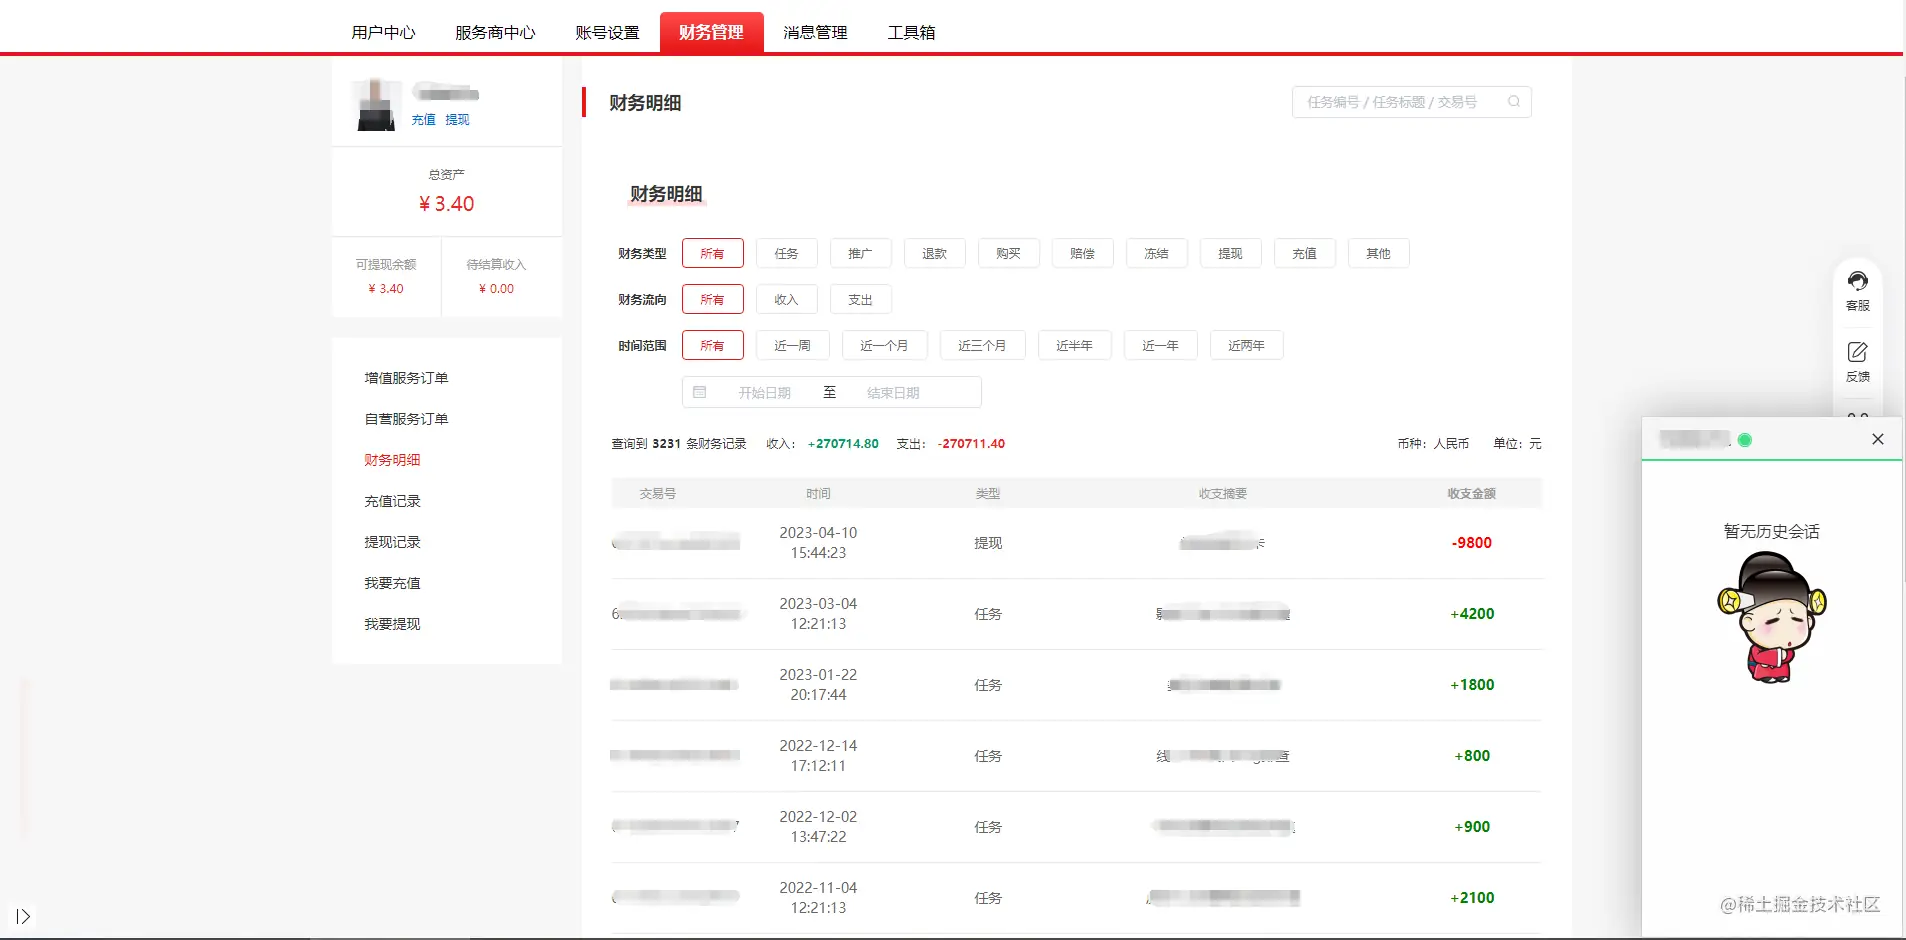 用户中心 服务商中心 账号设置 财务管理 消息管理 工具箱
充值 提现
总资产
¥ 3.40
可提现余额 待结算收入
¥ 3.40 ¥ 0.00
增值服务订单
自营服务订单
财务明细
充值记录
提现记录
我要充值
我要提现
财务明细
任务编号 / 任务标题 / 交易号
财务明细
财务类型 所有 任务 推广 退款 购买 赔偿 冻结 提现 充值 其他
财务流向 所有 收入 支出
时间范围 所有 近一周 近一个月 近三个月 近半年 近一年 近两年
开始日期 至 结束日期
查询到 3231 条财务记录 收入： +270714.80 支出： -270711.40 币种：人民币 单位：元
交易号 时间 类型 收支摘要 收支金额
2023-04-10
15:44:23
提现 卡 -9800
2023-03-04
12:21:13
任务 +4200
2023-01-22
20:17:44
任务 +1800
2022-12-14
17:12:11
任务 线 查 +800
2022-12-02
13:47:22
任务 +900
2022-11-04
12:21:13
任务 +2100
客服
反馈
暂无历史会话
@稀土掘金技术社区